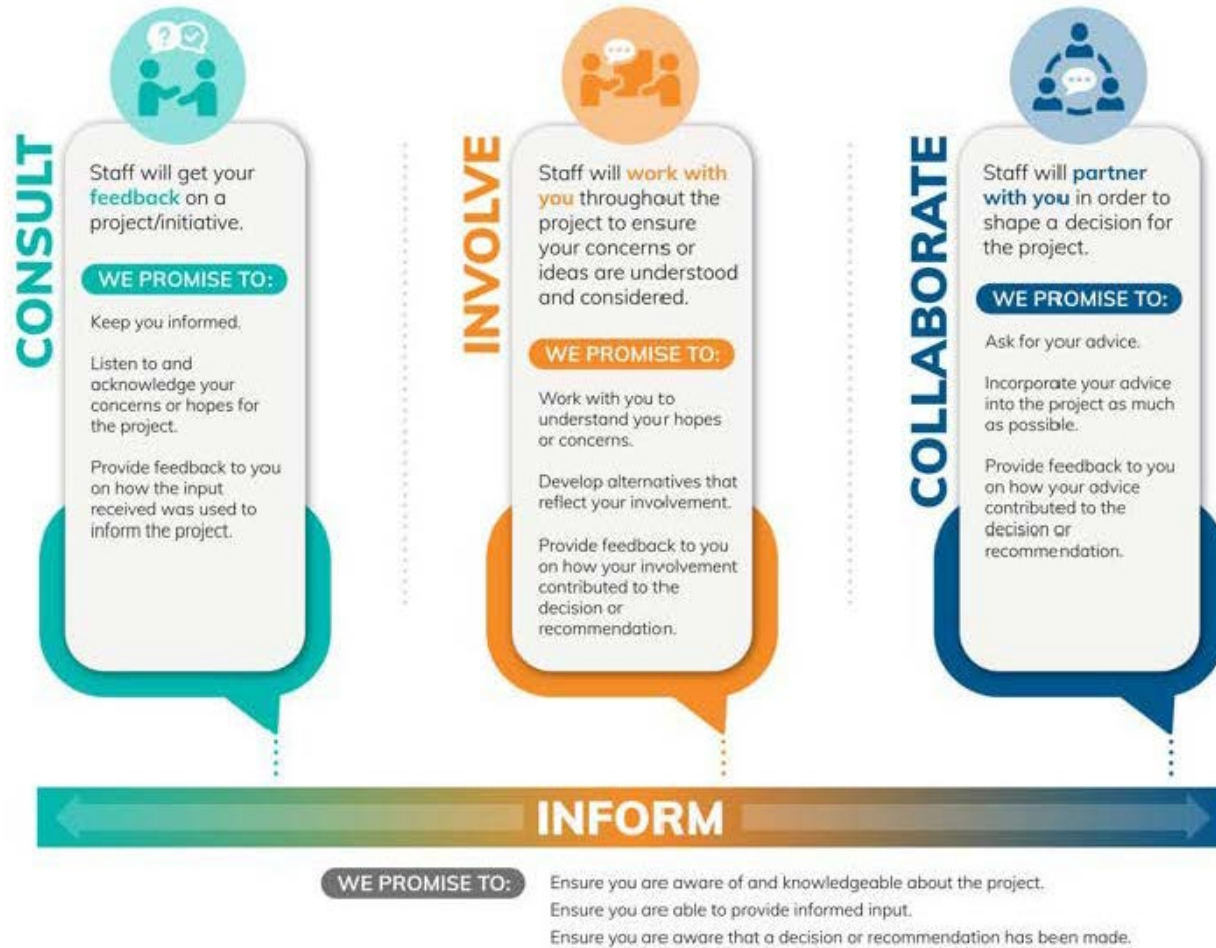 CONSULT
Staff will get your
feedback on a
project/initiative.
WE PROMISE TO:
Keep you informed.
Listen to and
acknowledge your
concerns or hopes for
the project.
Provide feedback to you
on how the input
received was used to
inform the project.
INVOLVE
Staff will work with
you throughout the
project to ensure
your concerns or
ideas are understood
and considered.
WE PROMISE TO:
Work with you to
understand your hopes
or concerns.
Develop alternatives that
reflect your involvement.
Provide feedback to you
on how your involvement
contributed to the
decision or
recommendation.
COLLABORATE
Staff will partner
with you in order to
shape a decision for
the project.
WE PROMISE TO:
Ask for your advice.
Incorporate your advice
into the project as much
as possible.
Provide feedback to you
on how your advice
contributed to the
decision or
recommendation.
INFORM
WE PROMISE TO:
Ensure you are aware of and knowledgeable about the project.
Ensure you are able to provide informed input.
Ensure you are aware that a decision or recommendation has been made.